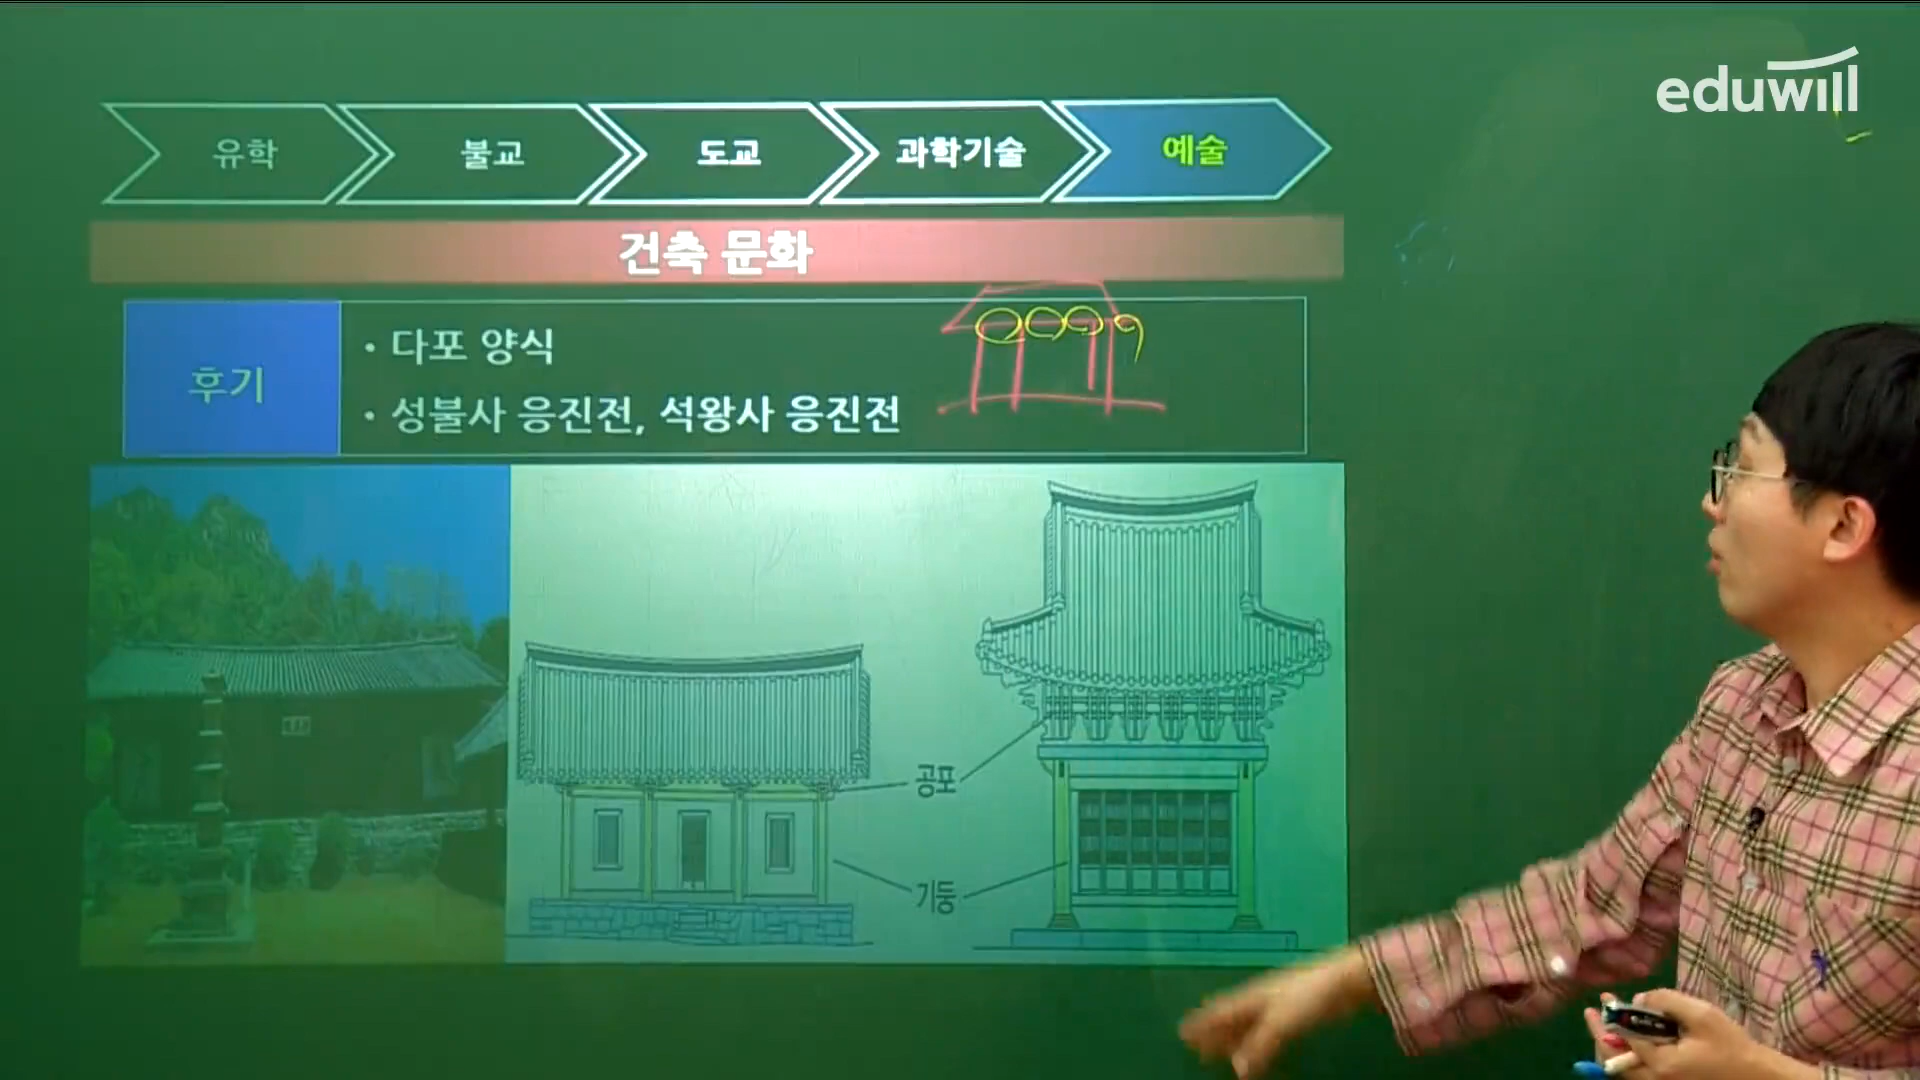 eduwill
유학
불교
도교
과학기술
예술
건축 문화
후기
• 다포 양식
• 성불사 응진전, 석왕사 응진전
공포
기둥